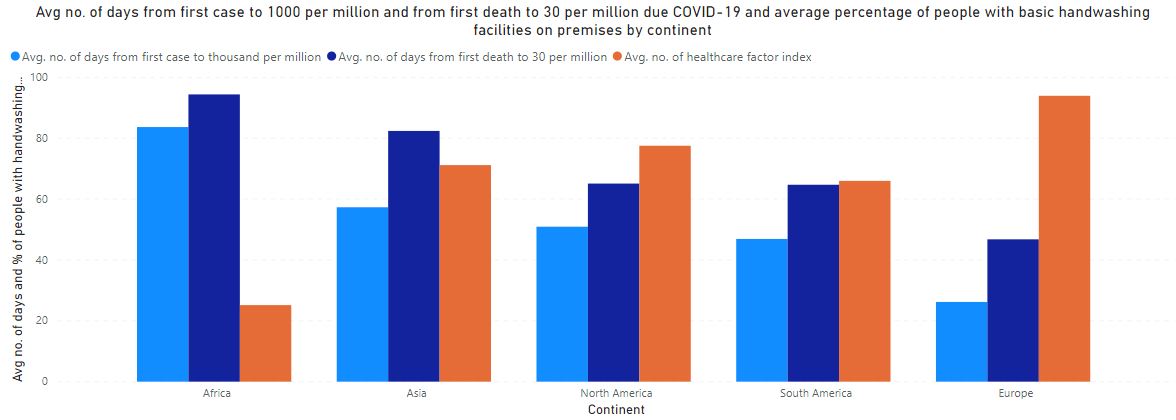 Avg no. of days from first case to 1000 per million and from first death to 30 per million due COVID-19 and average percentage of people with basic handwashing
facilities on premises by continent
Avg. no. of days from first case to thousand per million Avg. no. of days from first death to 30 per million Avg. no. of healthcare factor index
Avg no. of days and % of people with handwashing...
100
80
60
40
20
0
Africa Asia North America South America Europe
Continent